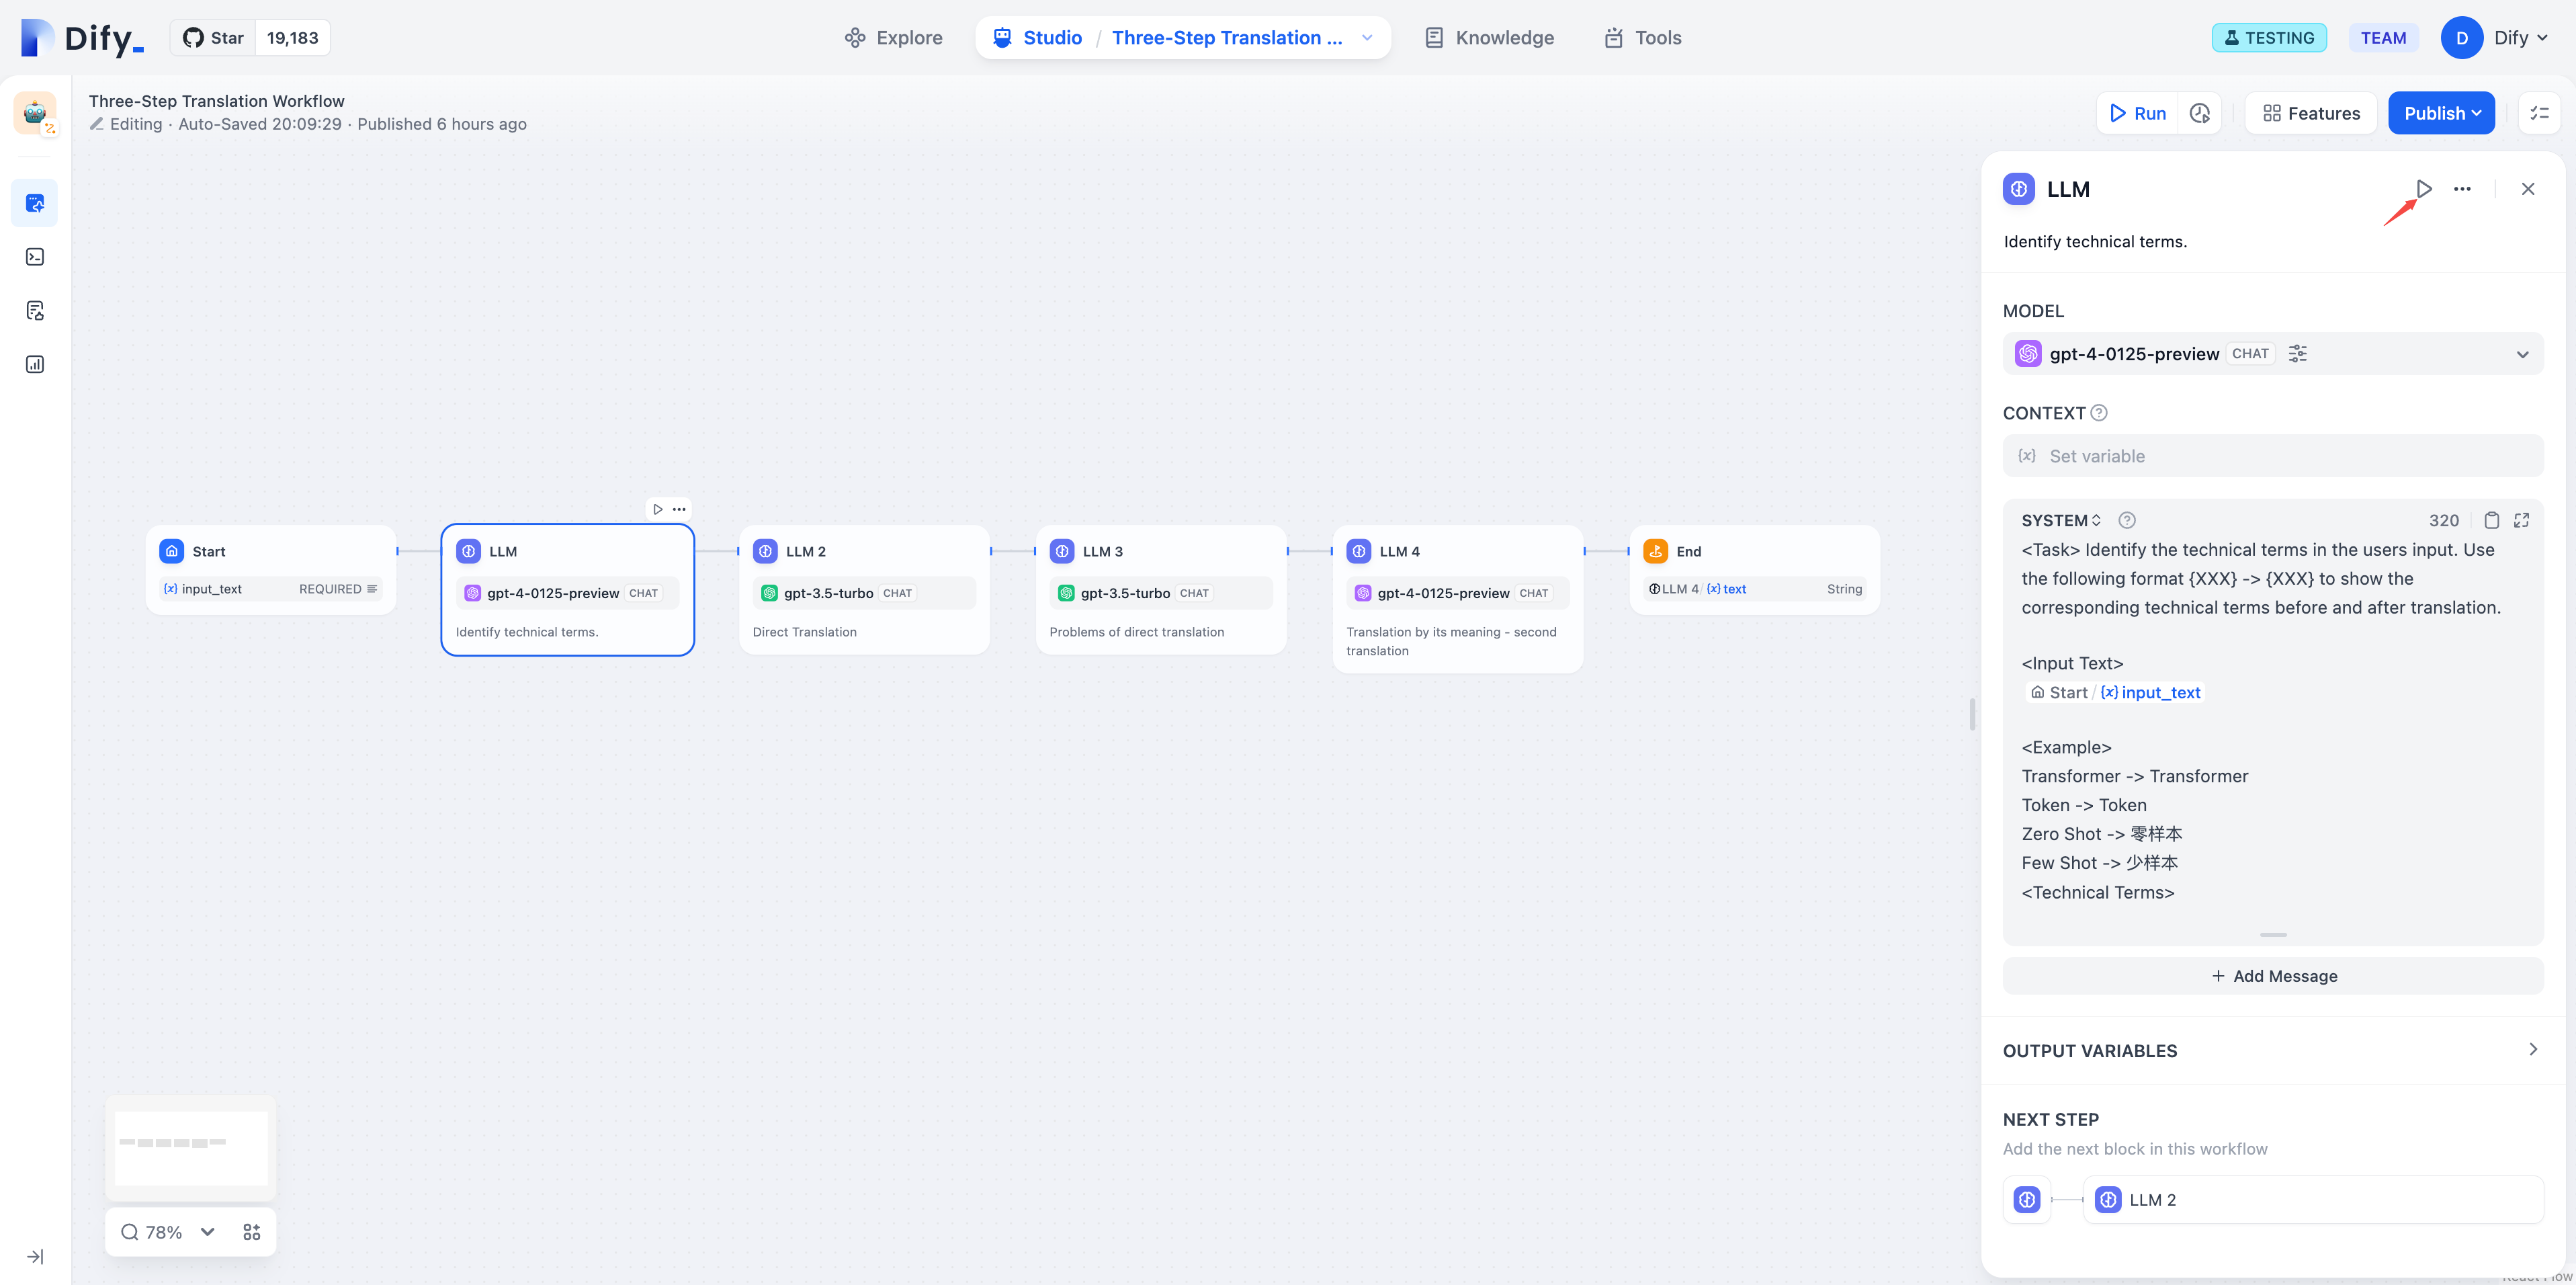 Dify_
Star 19,183
Explore
Studio / Three-Step Translation ...
Knowledge
Tools
TESTING
TEAM
D
Dify
Three-Step Translation Workflow
Editing · Auto-Saved 20:09:29 · Published 6 hours ago
Run
Features
Publish
Start
{x} input_text REQUIRED
LLM
gpt-4-0125-preview CHAT
Identify technical terms.
LLM 2
gpt-3.5-turbo CHAT
Direct Translation
LLM 3
gpt-3.5-turbo CHAT
Problems of direct translation
LLM 4
gpt-4-0125-preview CHAT
Translation by its meaning - second
translation
End
LLM 4/ {x} text String
78%
LLM
Identify technical terms.
MODEL
gpt-4-0125-preview CHAT
CONTEXT
{x} Set variable
SYSTEM 320
<Task> Identify the technical terms in the users input. Use
the following format {XXX} -> {XXX} to show the
corresponding technical terms before and after translation.
<Input Text>
Start / {x} input_text
<Example>
Transformer -> Transformer
Token -> Token
Zero Shot -> 零样本
Few Shot -> 少样本
<Technical Terms>
+ Add Message
OUTPUT VARIABLES
NEXT STEP
Add the next block in this workflow
LLM 2
React Flow